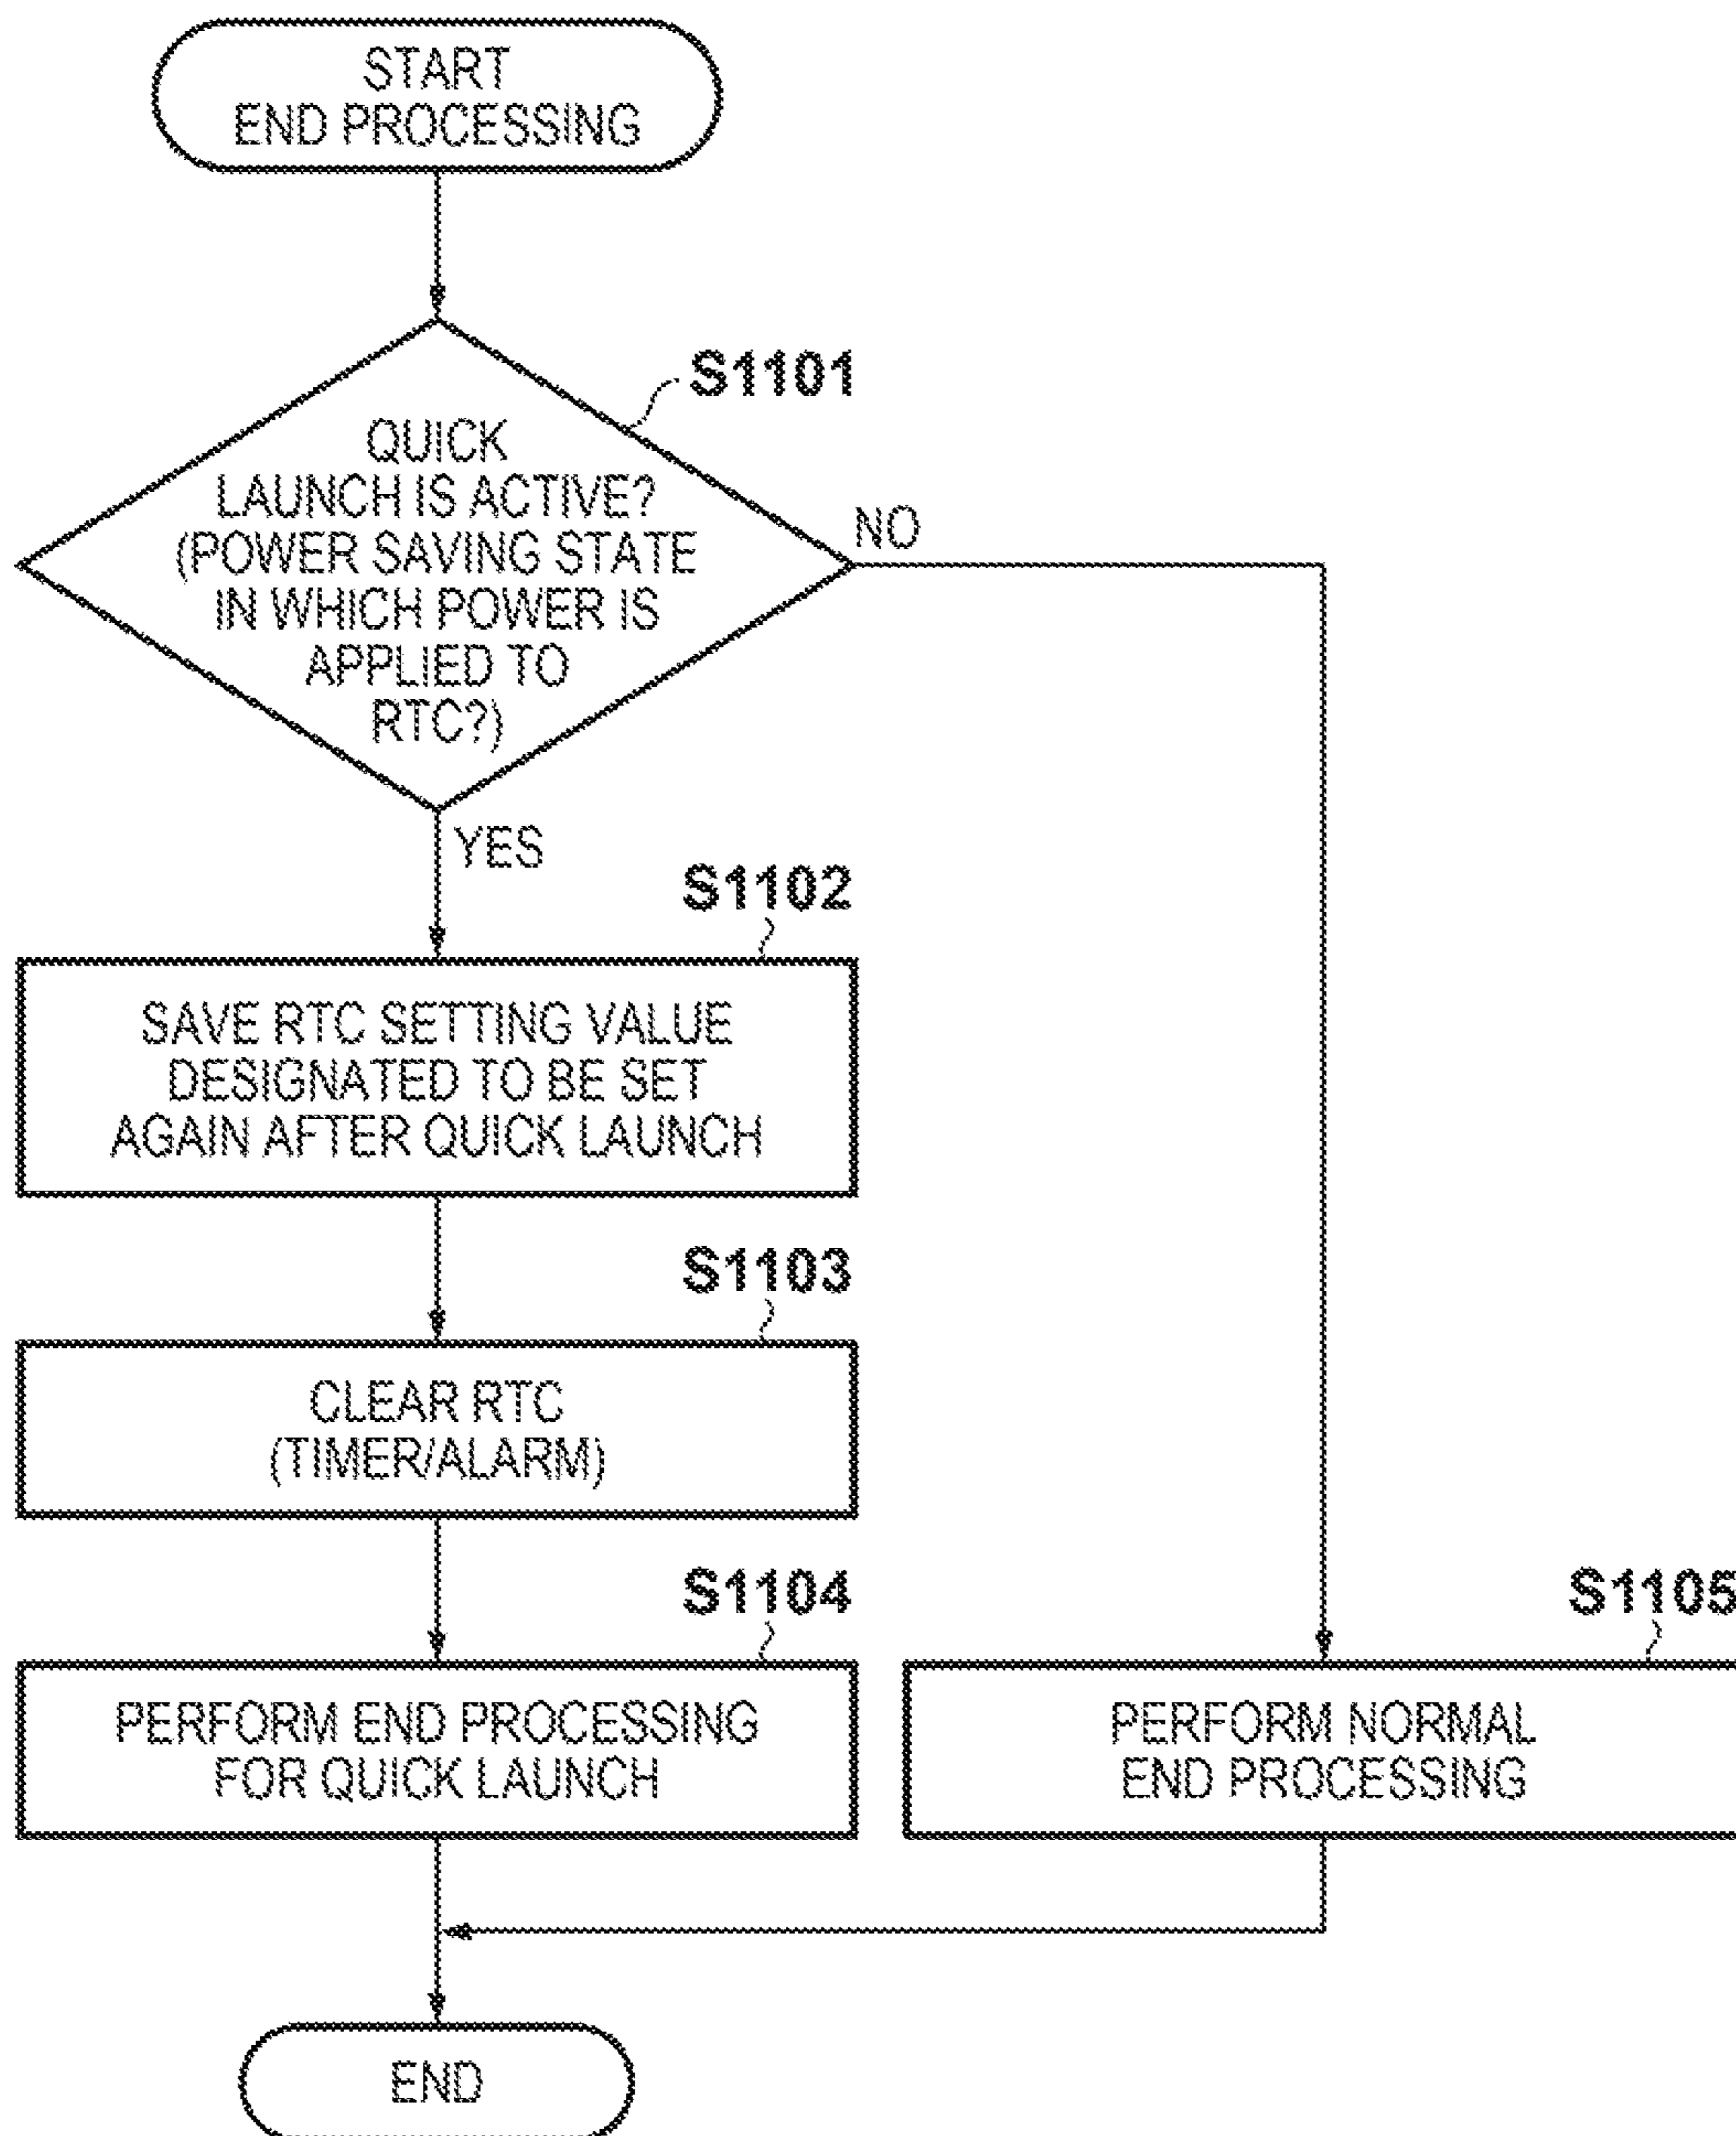 START
END PROCESSING
S1101
QUICK
LAUNCH IS ACTIVE?
(POWER SAVING STATE
IN WHICH POWER IS
APPLIED TO
RTC?)
NO
YES
S1102
SAVE RTC SETTING VALUE
DESIGNATED TO BE SET
AGAIN AFTER QUICK LAUNCH
S1103
CLEAR RTC
(TIMER/ALARM)
S1104
PERFORM END PROCESSING
FOR QUICK LAUNCH
S1105
PERFORM NORMAL
END PROCESSING
END